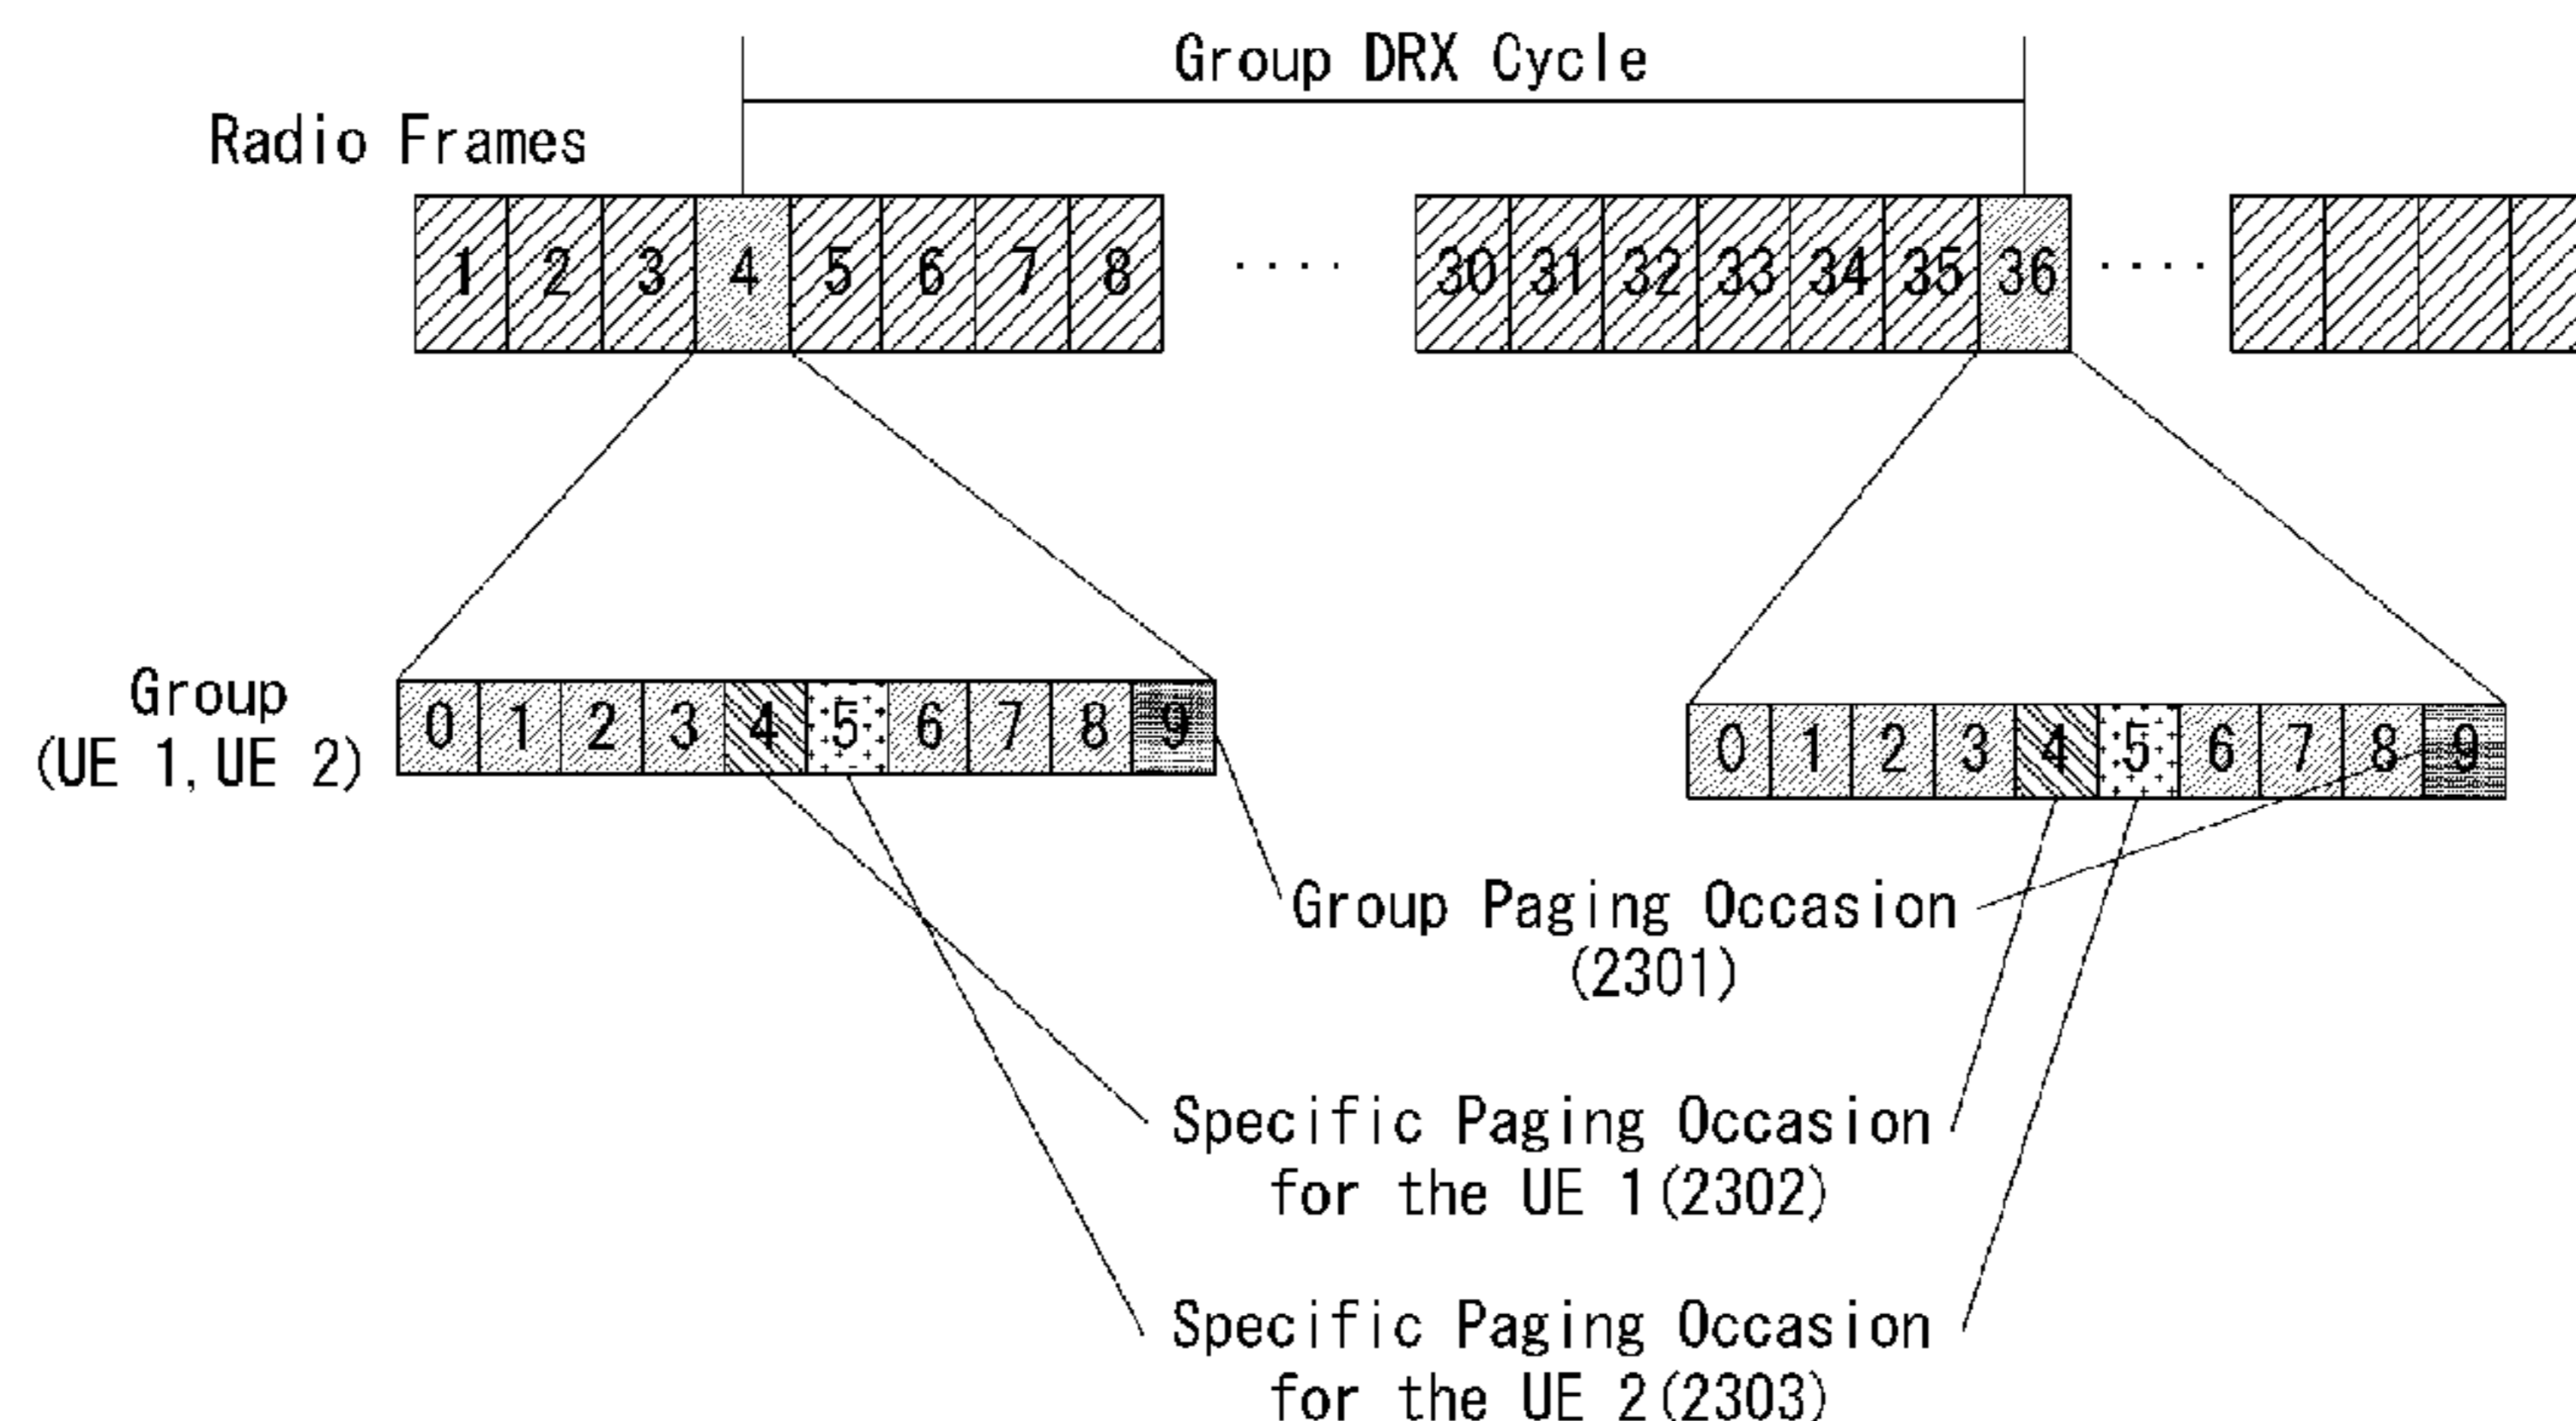 Group DRX Cycle
Radio Frames
1 2 3 4 5 6 7 8 . . . . 30 31 32 33 34 35 36 . . . .
Group
(UE 1, UE 2)
0 1 2 3 4 5 6 7 8 9
0 1 2 3 4 5 6 7 8 9
Group Paging Occasion
(2301)
Specific Paging Occasion
for the UE 1(2302)
Specific Paging Occasion
for the UE 2(2303)